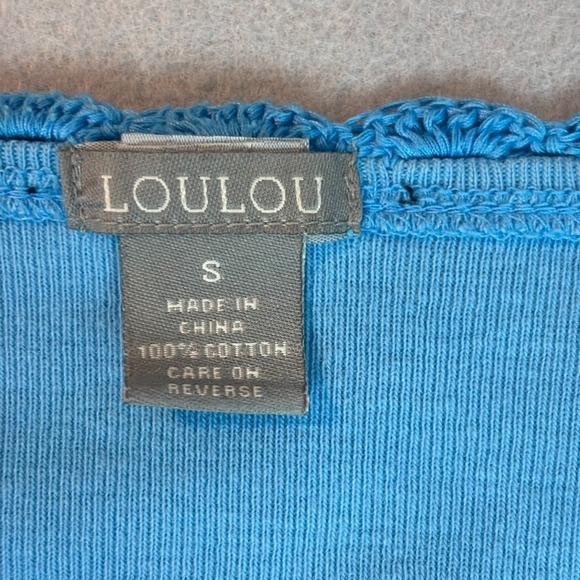 LOULOU
S
MADE IN
CHINA
100% COTTON
CARE ON
REVERSE